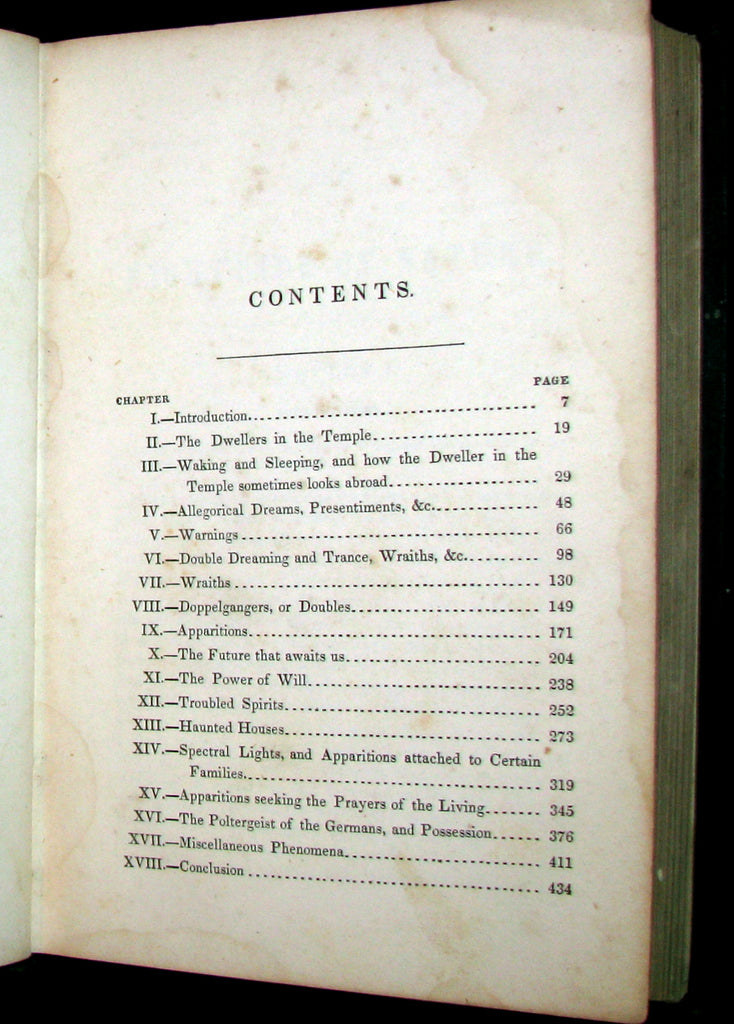 CONTENTS.
CHAPTER PAGE
I.—Introduction 7
II.—The Dwellers in the Temple 19
III.—Waking and Sleeping, and how the Dweller in the
Temple sometimes looks abroad 29
IV.—Allegorical Dreams, Presentiments, &c. 48
V.—Warnings 66
VI.—Double Dreaming and Trance, Wraiths, &c. 98
VII.—Wraiths 130
VIII.—Doppelgangers, or Doubles 149
IX.—Apparitions 171
X.—The Future that awaits us 204
XI.—The Power of Will 238
XII.—Troubled Spirits 252
XIII.—Haunted Houses 273
XIV.—Spectral Lights, and Apparitions attached to Certain
Families 319
XV.—Apparitions seeking the Prayers of the Living 345
XVI.—The Poltergeist of the Germans, and Possession 376
XVII.—Miscellaneous Phenomena 411
XVIII.—Conclusion 434